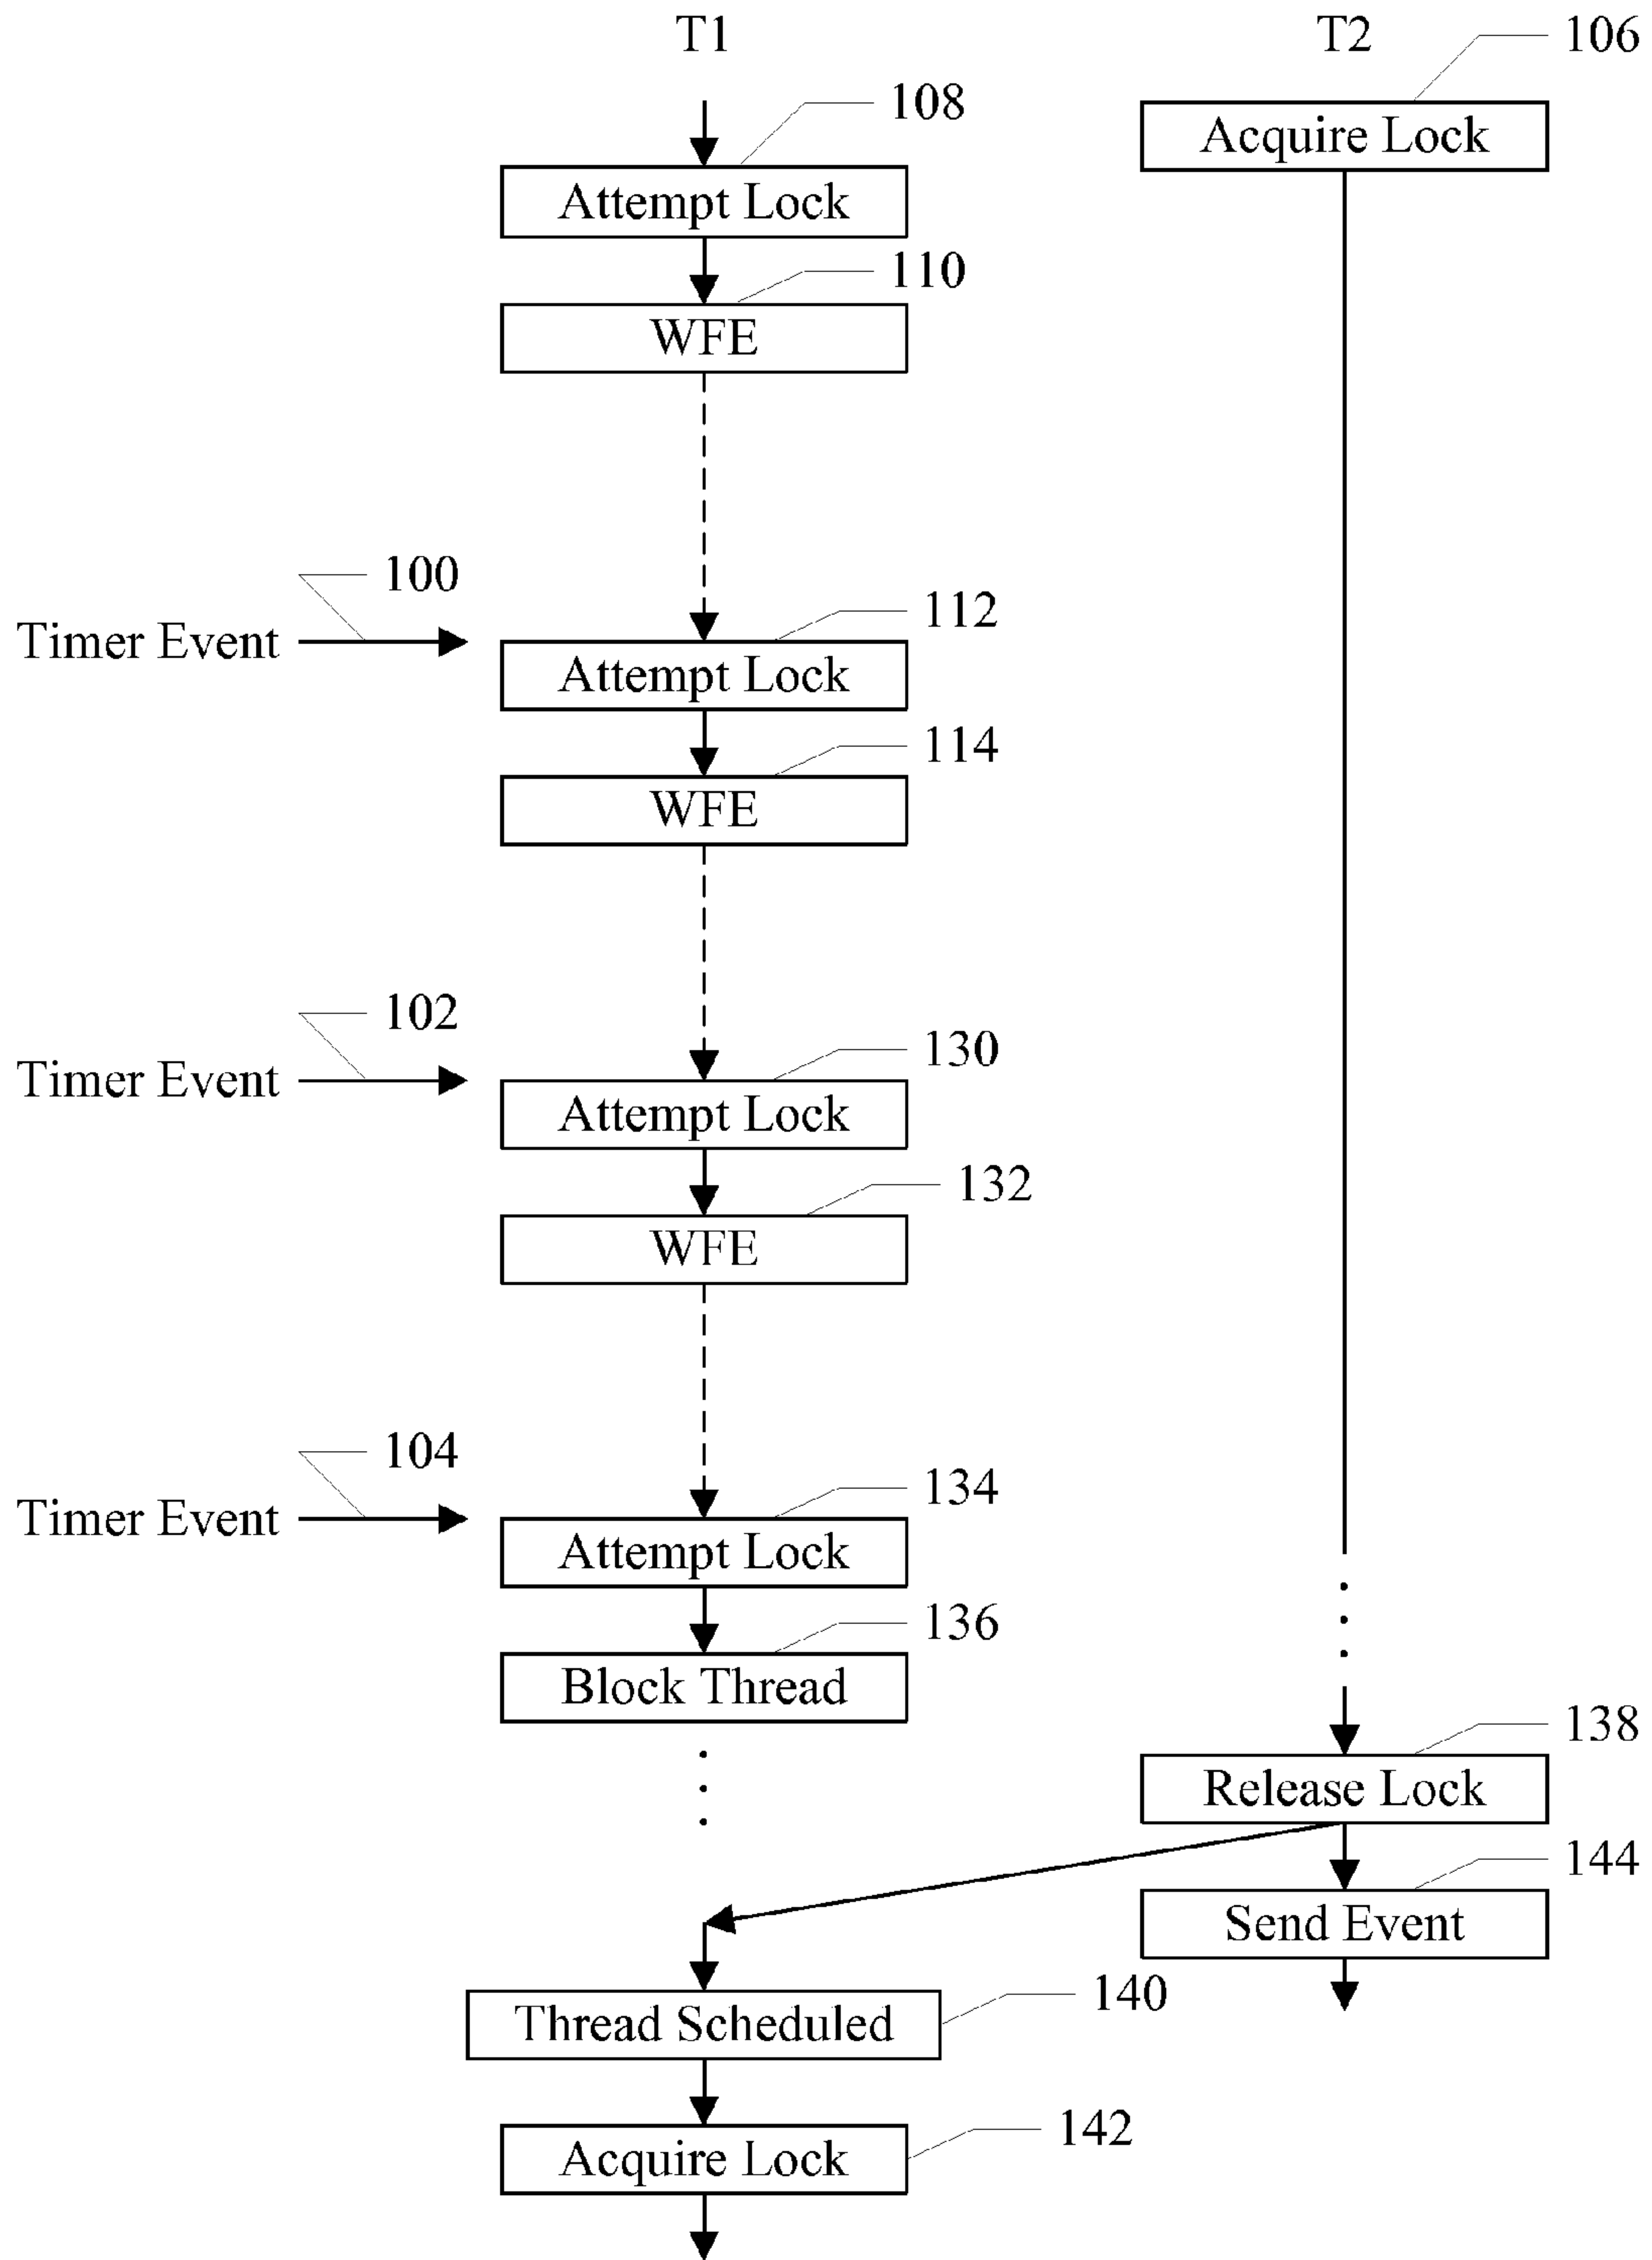 T1
T2
106
108
Acquire Lock
Attempt Lock
110
WFE
100
112
Timer Event
Attempt Lock
114
WFE
102
130
Timer Event
Attempt Lock
132
WFE
104
134
Timer Event
Attempt Lock
136
Block Thread
138
Release Lock
144
Send Event
140
Thread Scheduled
142
Acquire Lock